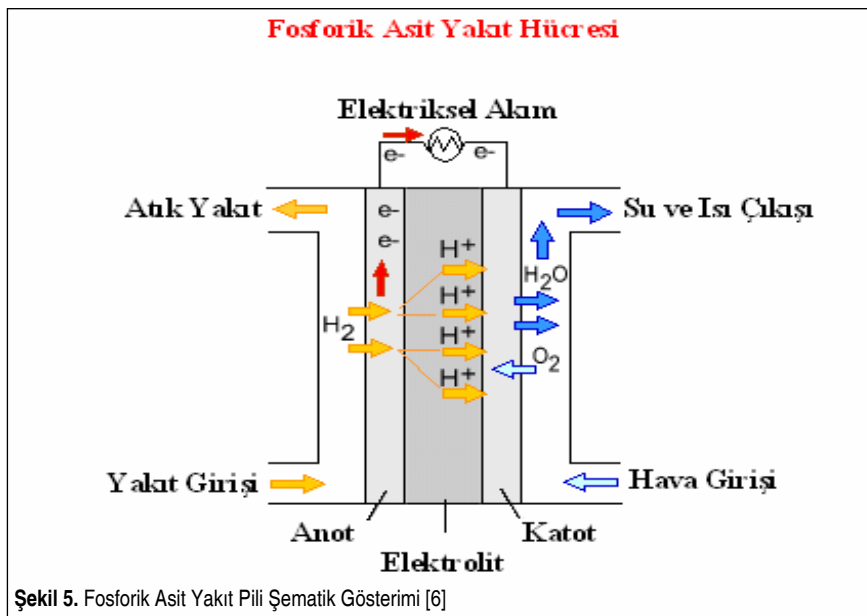 Fosforik Asit Yakıt Hücresi
Elektriksel Akım
e- e-
Atık Yakıt
Su ve Isı Çıkışı
e-
e-
H+
H2O
H+
H2
H+
O2
H+
Yakıt Girişi
Hava Girişi
Anot
Katot
Elektrolit
Şekil 5. Fosforik Asit Yakıt Pili Şematik Gösterimi [6]